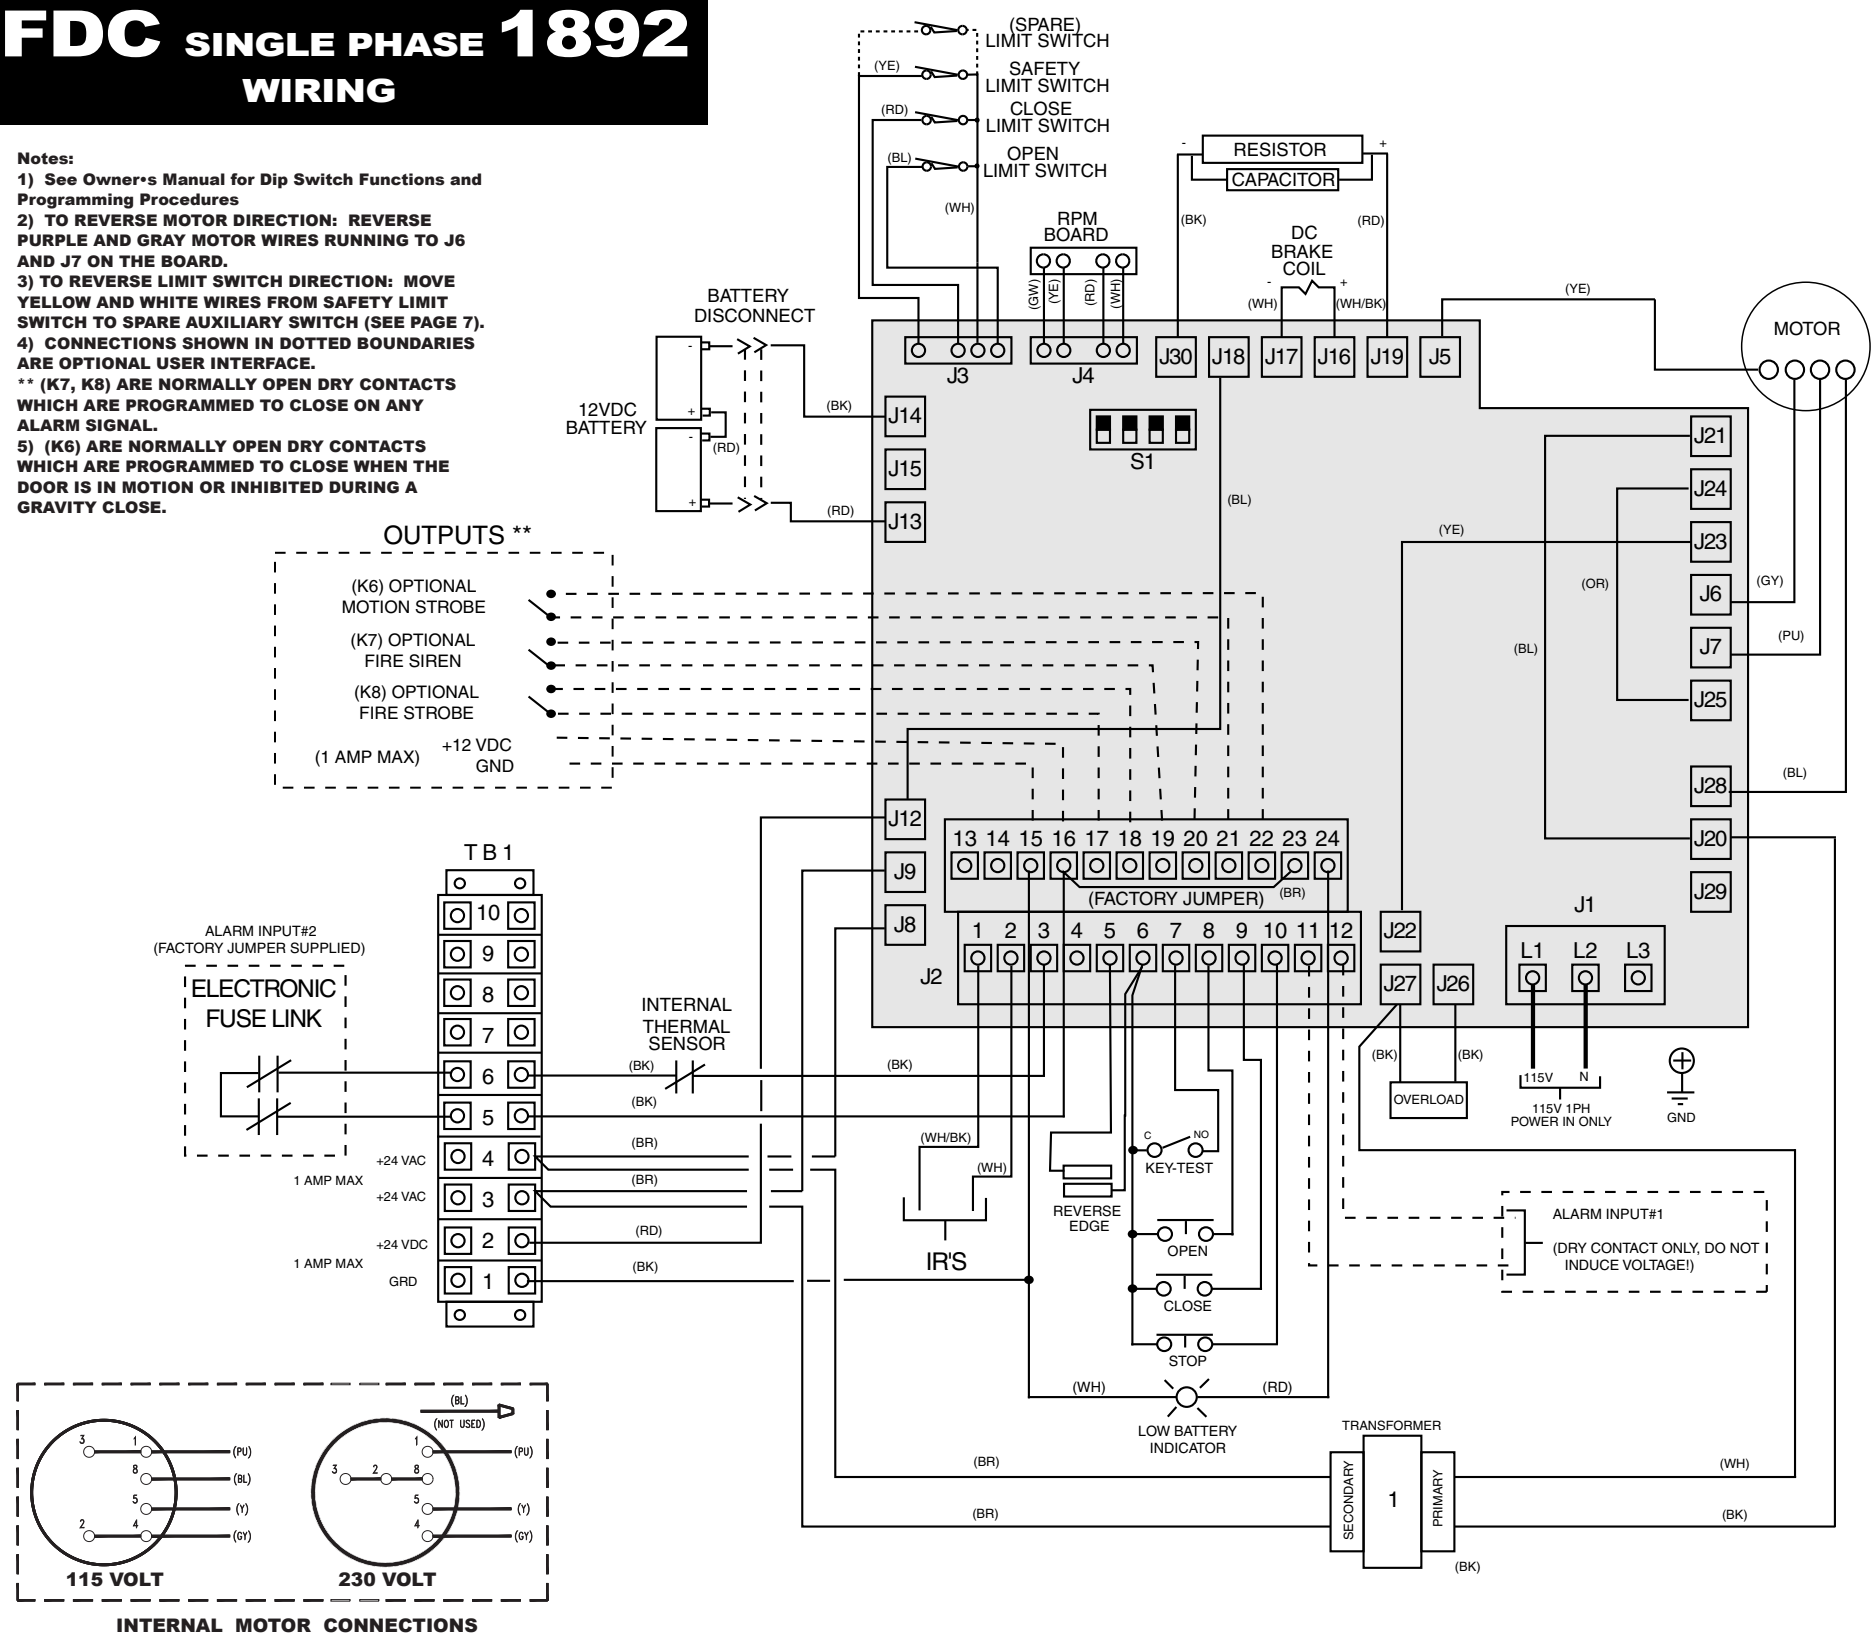 FDC SINGLE PHASE 1892
WIRING
Notes:
1) See Owner•s Manual for Dip Switch Functions and
Programming Procedures
2) TO REVERSE MOTOR DIRECTION: REVERSE
PURPLE AND GRAY MOTOR WIRES RUNNING TO J6
AND J7 ON THE BOARD.
3) TO REVERSE LIMIT SWITCH DIRECTION: MOVE
YELLOW AND WHITE WIRES FROM SAFETY LIMIT
SWITCH TO SPARE AUXILIARY SWITCH (SEE PAGE 7).
4) CONNECTIONS SHOWN IN DOTTED BOUNDARIES
ARE OPTIONAL USER INTERFACE.
** (K7, K8) ARE NORMALLY OPEN DRY CONTACTS
WHICH ARE PROGRAMMED TO CLOSE ON ANY
ALARM SIGNAL.
5) (K6) ARE NORMALLY OPEN DRY CONTACTS
WHICH ARE PROGRAMMED TO CLOSE WHEN THE
DOOR IS IN MOTION OR INHIBITED DURING A
GRAVITY CLOSE.
(SPARE)
LIMIT SWITCH
(YE)
SAFETY
LIMIT SWITCH
(RD)
CLOSE
LIMIT SWITCH
(BL)
OPEN
LIMIT SWITCH
(WH)
- RESISTOR +
CAPACITOR
(BK)
(RD)
RPM
BOARD
(GW)
(YE)
(RD)
(WH)
DC
BRAKE
COIL
- +
(WH)
(WH/BK)
(YE)
MOTOR
BATTERY
DISCONNECT
12VDC
BATTERY
-
+
-
+
(RD)
(BK)
(RD)
J3
J4
J30
J18
J17
J16
J19
J5
J14
J15
J13
S1
(BL)
J21
J24
J23
J6
J7
J25
J28
J20
J29
(YE)
(OR)
(BL)
(GY)
(PU)
(BL)
OUTPUTS **
(K6) OPTIONAL
MOTION STROBE
(K7) OPTIONAL
FIRE SIREN
(K8) OPTIONAL
FIRE STROBE
(1 AMP MAX)
+12 VDC
GND
J12
J9
J8
13 14 15 16 17 18 19 20 21 22 23 24
(FACTORY JUMPER)
(BR)
1 2 3 4 5 6 7 8 9 10 11 12
J2
J22
J27
J26
J1
L1 L2 L3
(BK)
(BK)
OVERLOAD
115V N
115V 1PH
POWER IN ONLY
GND
TB1
10
9
8
7
6
5
4
3
2
1
ALARM INPUT#2
(FACTORY JUMPER SUPPLIED)
ELECTRONIC
FUSE LINK
INTERNAL
THERMAL
SENSOR
(BK)
(BK)
(BK)
+24 VAC
1 AMP MAX
+24 VAC
+24 VDC
1 AMP MAX
GRD
(BR)
(BR)
(RD)
(BK)
(WH/BK)
(WH)
IR'S
REVERSE
EDGE
C
NO
KEY-TEST
OPEN
CLOSE
STOP
(WH)
(RD)
LOW BATTERY
INDICATOR
ALARM INPUT#1
(DRY CONTACT ONLY, DO NOT
INDUCE VOLTAGE!)
TRANSFORMER
SECONDARY
1
PRIMARY
(BR)
(BR)
(WH)
(BK)
(BK)
3 1 (PU)
8 (BL)
5 (Y)
2 4 (GY)
115 VOLT
(BL)
(NOT USED)
1 (PU)
3 2 8
5 (Y)
4 (GY)
230 VOLT
INTERNAL MOTOR CONNECTIONS